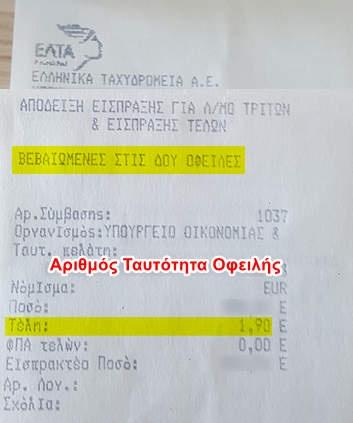 ΕΛΤΑ
ΕΛΛΗΝΙΚΑ ΤΑΧΥΔΡΟΜΕΙΑ Α.Ε.
ΑΠΟΔΕΙΞΗ ΕΙΣΠΡΑΞΗΣ ΓΙΑ Λ/ΜΟ ΤΡΙΤΩΝ
& ΕΙΣΠΡΑΞΗΣ ΤΕΛΩΝ
ΒΕΒΑΙΩΜΕΝΕΣ ΣΤΙΣ ΔΟΥ ΟΦΕΙΛΕΣ
Αρ.Σύμβασης: 1037
Οργανισμός:ΥΠΟΥΡΓΕΙΟ ΟΙΚΟΝΟΜΙΑΣ &
Ταυτ. πελάτη:
Αριθμός Ταυτότητα Οφειλής
Νόμισμα: EUR
Ποσό: Ε
Τέλη: 1,90 Ε
ΦΠΑ τελών: 0,00 Ε
Εισπρακτέο Ποσό: Ε
Αρ. Λογ.:
Σχόλια: